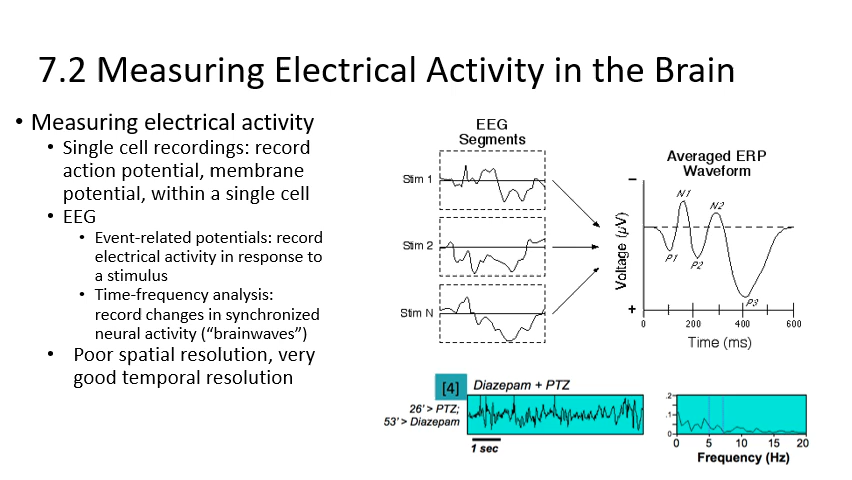 7.2 Measuring Electrical Activity in the Brain
• Measuring electrical activity
• Single cell recordings: record
action potential, membrane
potential, within a single cell
• EEG
• Event-related potentials: record
electrical activity in response to
a stimulus
• Time-frequency analysis:
record changes in synchronized
neural activity (“brainwaves”)
• Poor spatial resolution, very
good temporal resolution
EEG
Segments
Stim 1
Stim 2
Stim N
Averaged ERP
Waveform
Voltage (µV)
−
+
N1
N2
P1
P2
P3
0 200 400 600
Time (ms)
[4] Diazepam + PTZ
26' > PTZ;
53' > Diazepam
1 sec
.2
.1
0
0 5 10 15 20
Frequency (Hz)